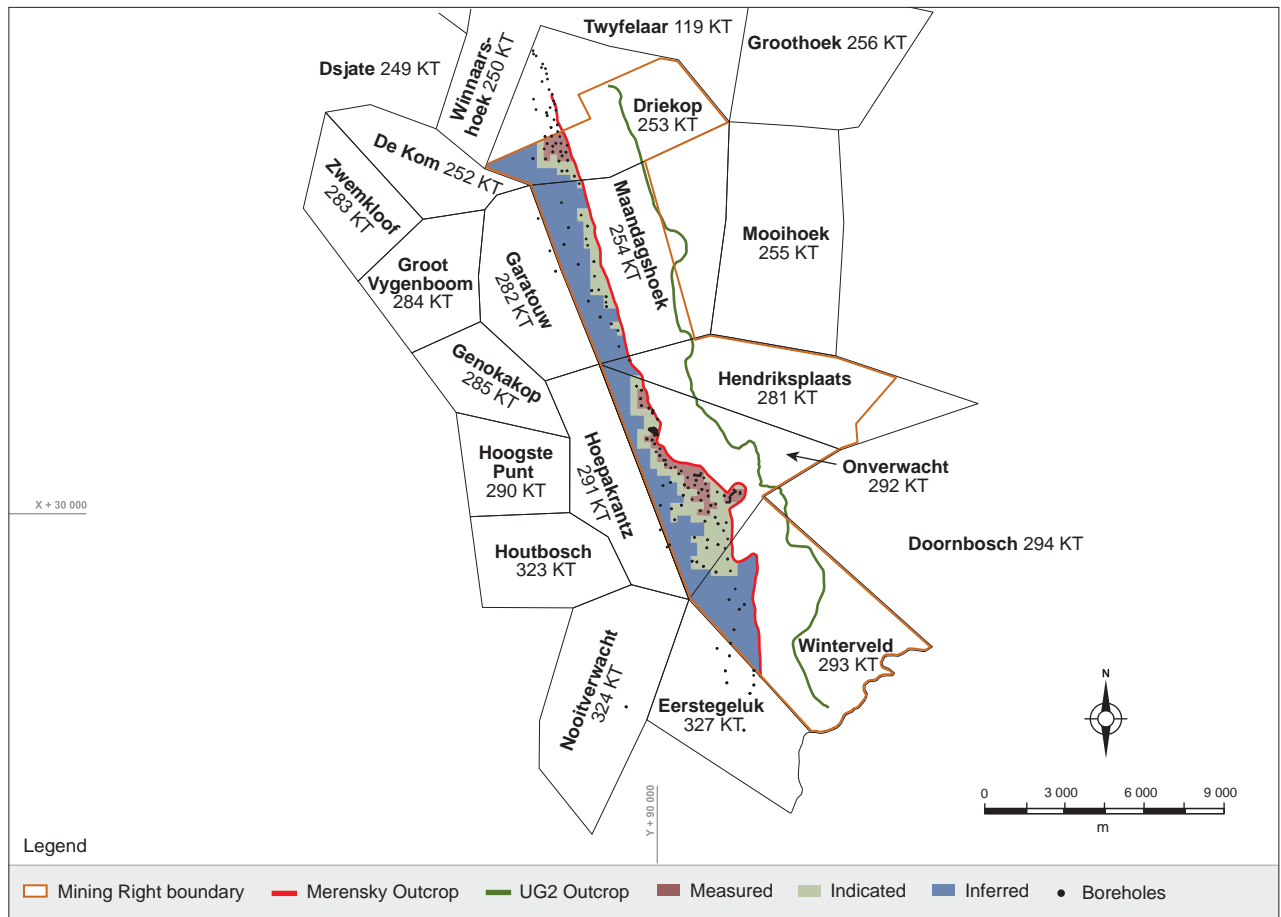 Twyfelaar 119 KT
Groothoek 256 KT
Dsjate 249 KT
Winnaars-
hoek 250 KT
Driekop
253 KT
De Kom 252 KT
Zwemkloof
283 KT
Maandagshoek
254 KT
Mooihoek
255 KT
Groot
Vygenboom
284 KT
Garatouw
282 KT
Genokakop
285 KT
Hendriksplaats
281 KT
Hoogste
Punt
290 KT
Hoepakrantz
291 KT
Onverwacht
292 KT
X + 30 000
Houtbosch
323 KT
Doornbosch 294 KT
Nooitverwacht
324 KT
Winterveld
293 KT
Eerstegeluk
327 KT
N
Y + 90 000
0 3 000 6 000 9 000
m
Legend
Mining Right boundary Merensky Outcrop UG2 Outcrop Measured Indicated Inferred Boreholes